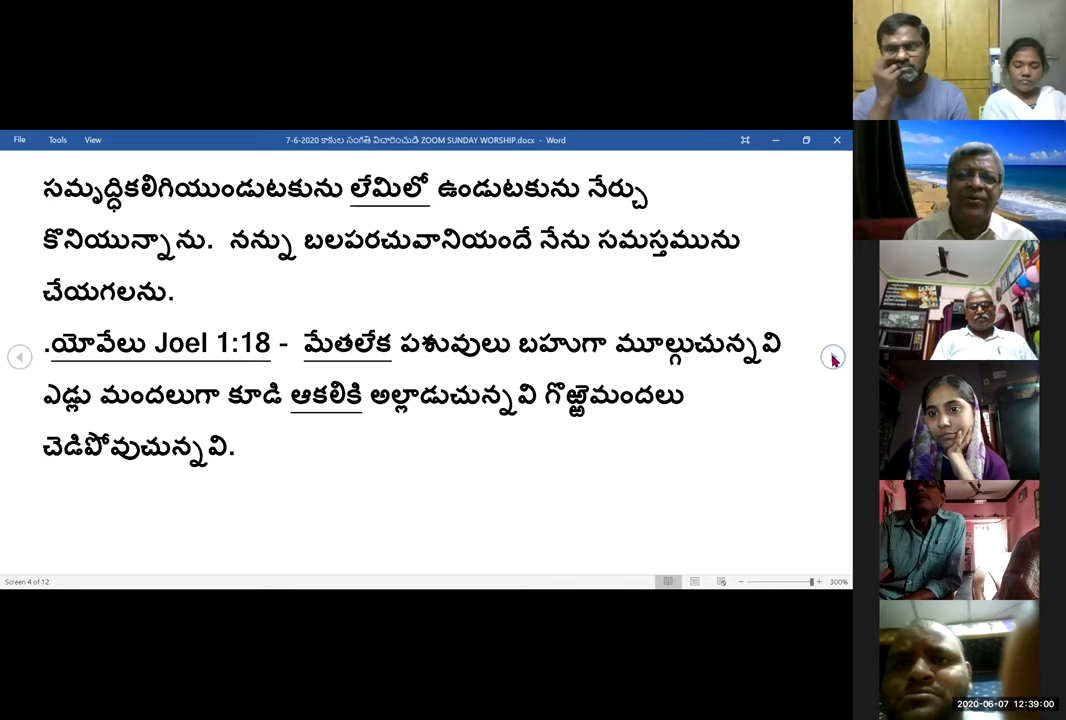 File Tools View 7-6-2020 కాకుల సంగతి విచారించుడి ZOOM SUNDAY WORSHIP.docx - Word
సమృద్ధికలిగియుండుటకును లేమిలో ఉండుటకును నేర్చు
కొనియున్నాను. నన్ను బలపరచువానియందే నేను సమస్తమును
చేయగలను.
.యోవేలు Joel 1:18 - మేతలేక పశువులు బహుగా మూల్గుచున్నవి
ఎడ్లు మందలుగా కూడి ఆకలికి అల్లాడుచున్నవి గొఱ్ఱెమందలు
చెడిపోవుచున్నవి.
Screen 4 of 12 300%
2020-06-07 12:39:00